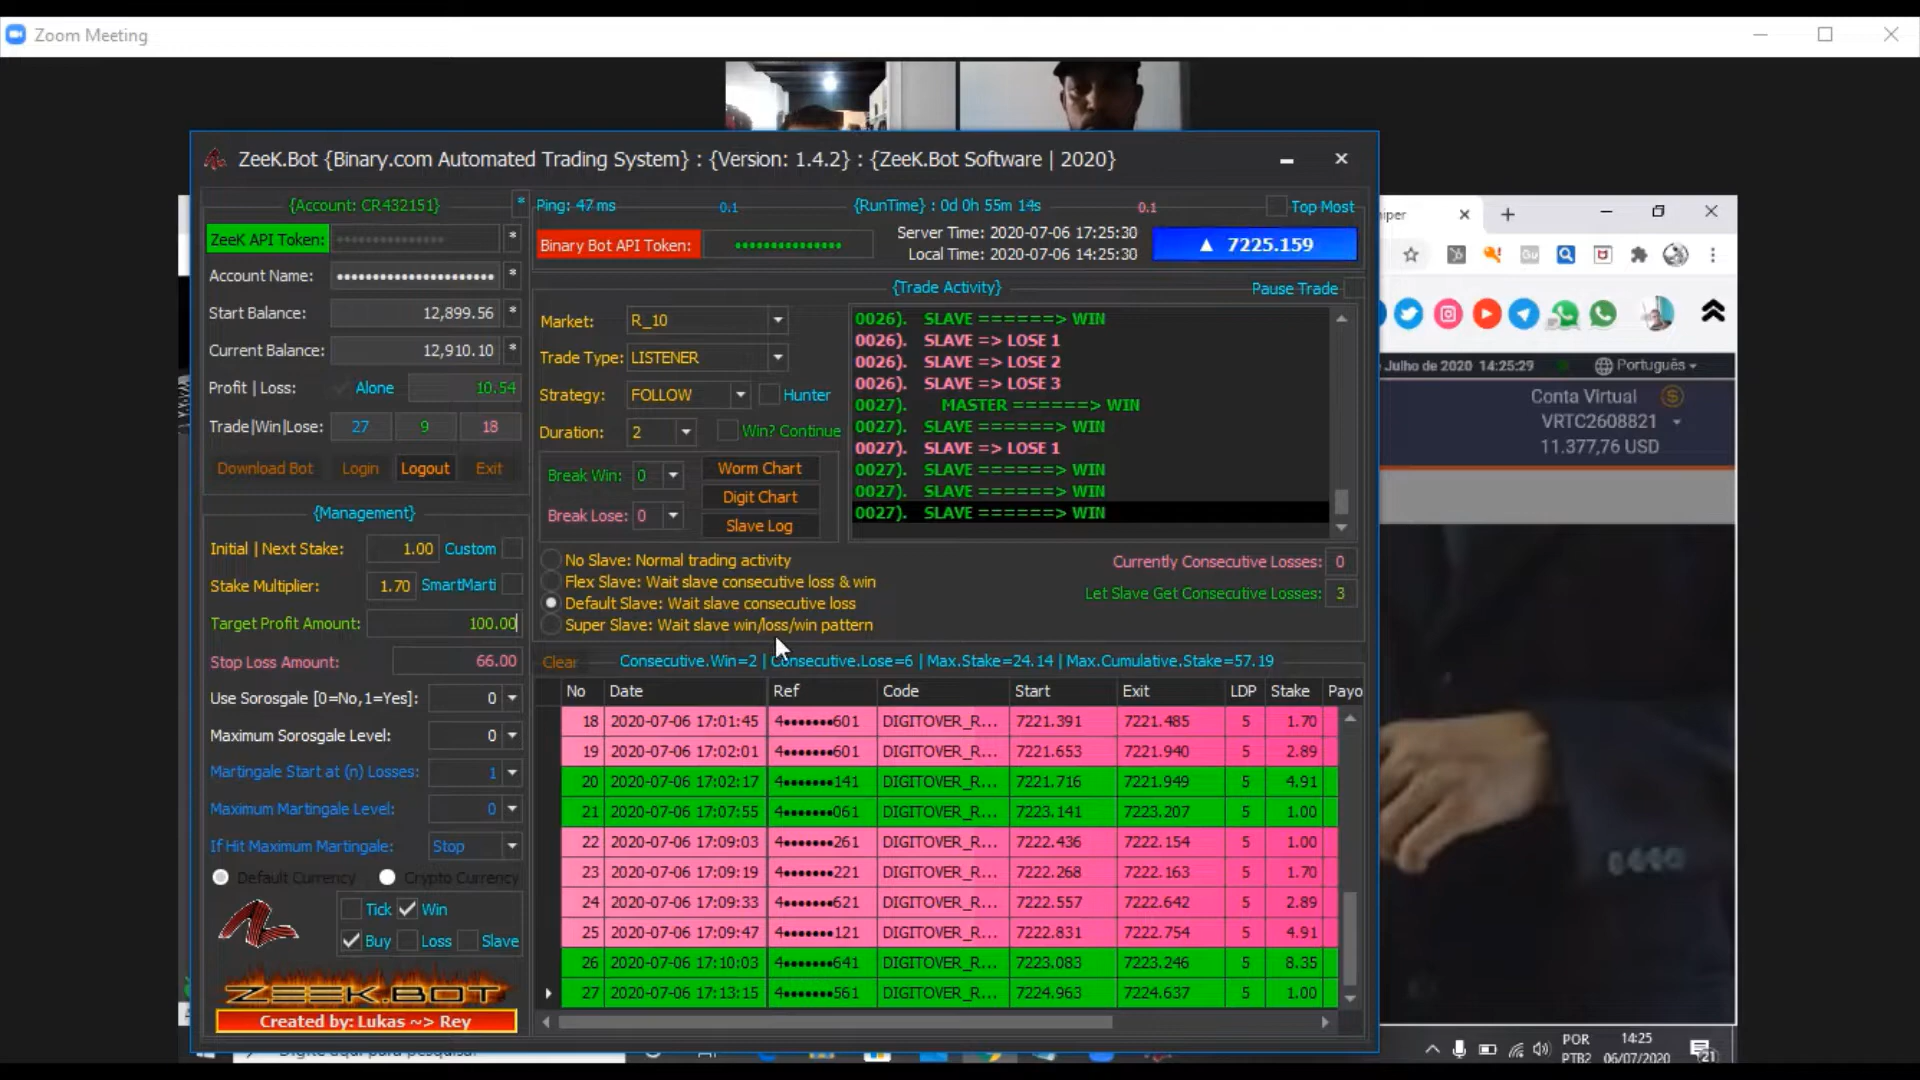 Zoom Meeting
ZeeK.Bot {Binary.com Automated Trading System} : {Version: 1.4.2} : {ZeeK.Bot Software | 2020}
{Account: CR432151} *
ZeeK API Token: •••••••••••••• *
Account Name: •••••••••••••••••••••• *
Start Balance: 12,899.56 *
Current Balance: 12,910.10 *
Profit | Loss: Alone 10.54
Trade|Win|Lose: 27 9 18
Download Bot Login Logout Exit
{Management}
Initial | Next Stake: 1.00 Custom
Stake Multiplier: 1.70 SmartMarti
Target Profit Amount: 100.00
Stop Loss Amount: 66.00
Use Sorosgale [0=No,1=Yes]: 0
Maximum Sorosgale Level: 0
Martingale Start at (n) Losses: 1
Maximum Martingale Level: 0
If Hit Maximum Martingale: Stop
Default Currency Crypto Currency
Tick Win
Buy Loss Slave
ZEEK.BOT
Created by: Lukas ~> Rey
Ping: 47 ms 0.1 {RunTime} : 0d 0h 55m 14s 0.1 Top Most
Binary Bot API Token: ••••••••••••••• Server Time: 2020-07-06 17:25:30
Local Time: 2020-07-06 14:25:30
▲ 7225.159
{Trade Activity} Pause Trade
Market: R_10
Trade Type: LISTENER
Strategy: FOLLOW Hunter
Duration: 2 Win? Continue
Break Win: 0 Worm Chart
Digit Chart
Break Lose: 0 Slave Log
0026). SLAVE ======> WIN
0026). SLAVE => LOSE 1
0026). SLAVE => LOSE 2
0026). SLAVE => LOSE 3
0027). MASTER ======> WIN
0027). SLAVE ======> WIN
0027). SLAVE => LOSE 1
0027). SLAVE ======> WIN
0027). SLAVE ======> WIN
0027). SLAVE ======> WIN
No Slave: Normal trading activity
Flex Slave: Wait slave consecutive loss & win
Default Slave: Wait slave consecutive loss
Super Slave: Wait slave win/loss/win pattern
Currently Consecutive Losses: 0
Let Slave Get Consecutive Losses: 3
Clear Consecutive.Win=2 | Consecutive.Lose=6 | Max.Stake=24.14 | Max.Cumulative.Stake=57.19
No Date Ref Code Start Exit LDP Stake Payo
18 2020-07-06 17:01:45 4•••••••601 DIGITOVER_R... 7221.391 7221.485 5 1.70
19 2020-07-06 17:02:01 4•••••••601 DIGITOVER_R... 7221.653 7221.940 5 2.89
20 2020-07-06 17:02:17 4•••••••141 DIGITOVER_R... 7221.716 7221.949 5 4.91
21 2020-07-06 17:07:55 4•••••••061 DIGITOVER_R... 7223.141 7223.207 5 1.00
22 2020-07-06 17:09:03 4•••••••261 DIGITOVER_R... 7222.436 7222.154 5 1.00
23 2020-07-06 17:09:19 4•••••••221 DIGITOVER_R... 7222.268 7222.163 5 1.70
24 2020-07-06 17:09:33 4•••••••621 DIGITOVER_R... 7222.557 7222.642 5 2.89
25 2020-07-06 17:09:47 4•••••••121 DIGITOVER_R... 7222.831 7222.754 5 4.91
26 2020-07-06 17:10:03 4•••••••641 DIGITOVER_R... 7223.083 7223.246 5 8.35
27 2020-07-06 17:13:15 4•••••••561 DIGITOVER_R... 7224.963 7224.637 5 1.00
Julho de 2020 14:25:29 Português
Conta Virtual
VRTC2608821
11.377,76 USD
POR 14:25
PTB2 06/07/2020 21